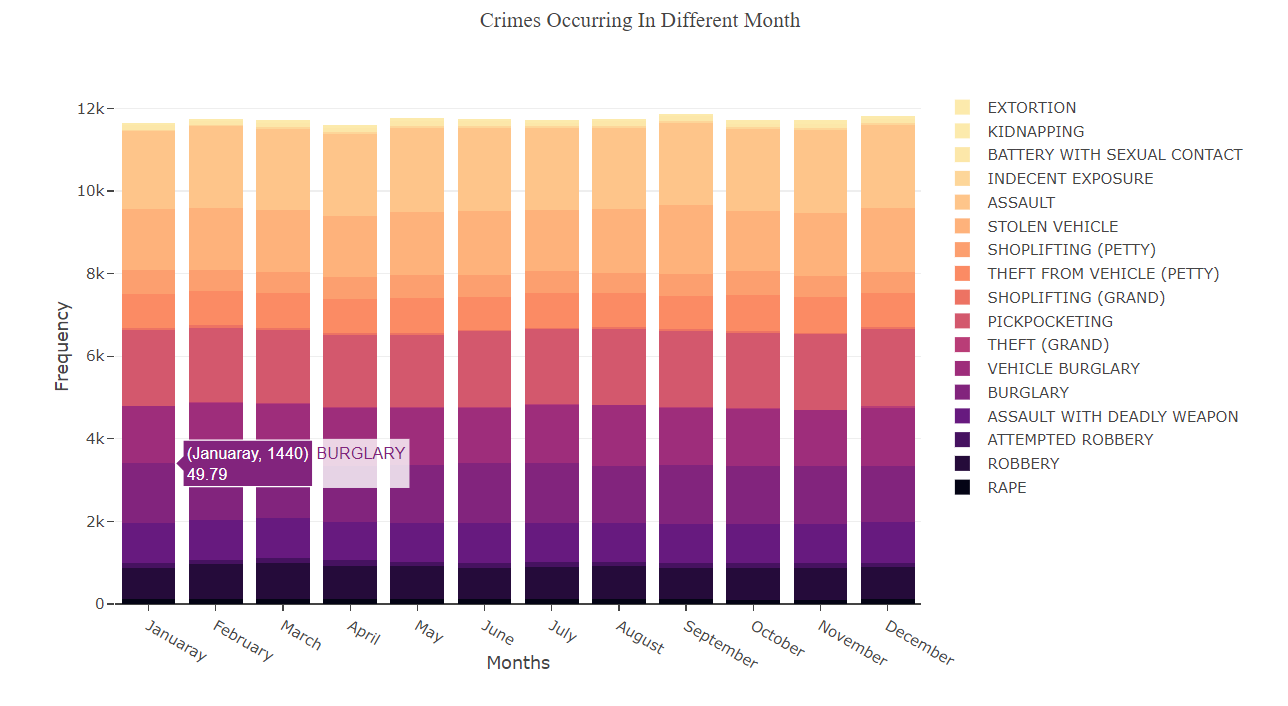 Crimes Occurring In Different Month
12k
10k
8k
6k
4k
2k
0
Frequency
(Januaray, 1440) BURGLARY
49.79
Januaray
February
March
April
May
June
July
August
September
October
November
December
Months
EXTORTION
KIDNAPPING
BATTERY WITH SEXUAL CONTACT
INDECENT EXPOSURE
ASSAULT
STOLEN VEHICLE
SHOPLIFTING (PETTY)
THEFT FROM VEHICLE (PETTY)
SHOPLIFTING (GRAND)
PICKPOCKETING
THEFT (GRAND)
VEHICLE BURGLARY
BURGLARY
ASSAULT WITH DEADLY WEAPON
ATTEMPTED ROBBERY
ROBBERY
RAPE